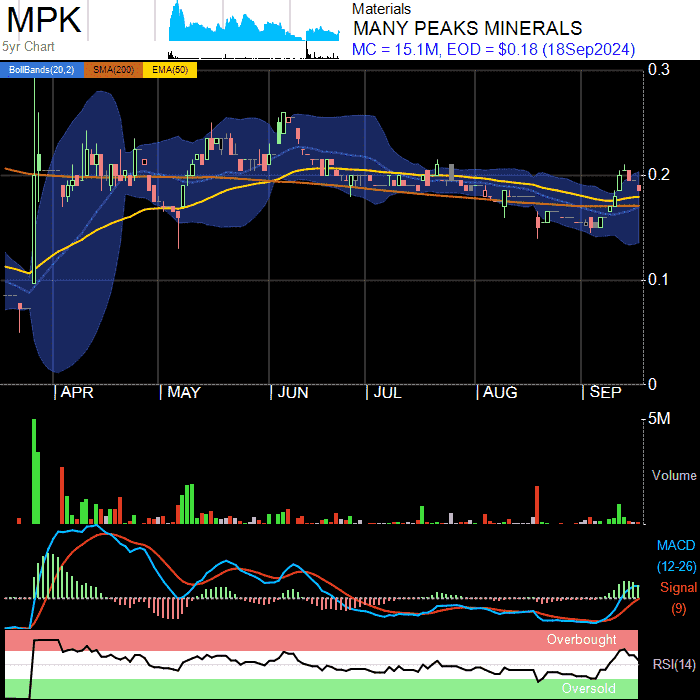 MPK
5yr Chart
Materials
MANY PEAKS MINERALS
MC = 15.1M, EOD = $0.18 (18Sep2024)
BollBands(20,2) SMA(200) EMA(50)
0.3
0.2
0.1
0
APR MAY JUN JUL AUG SEP
5M
Volume
MACD
(12-26)
Signal
(9)
Overbought
RSI(14)
Oversold